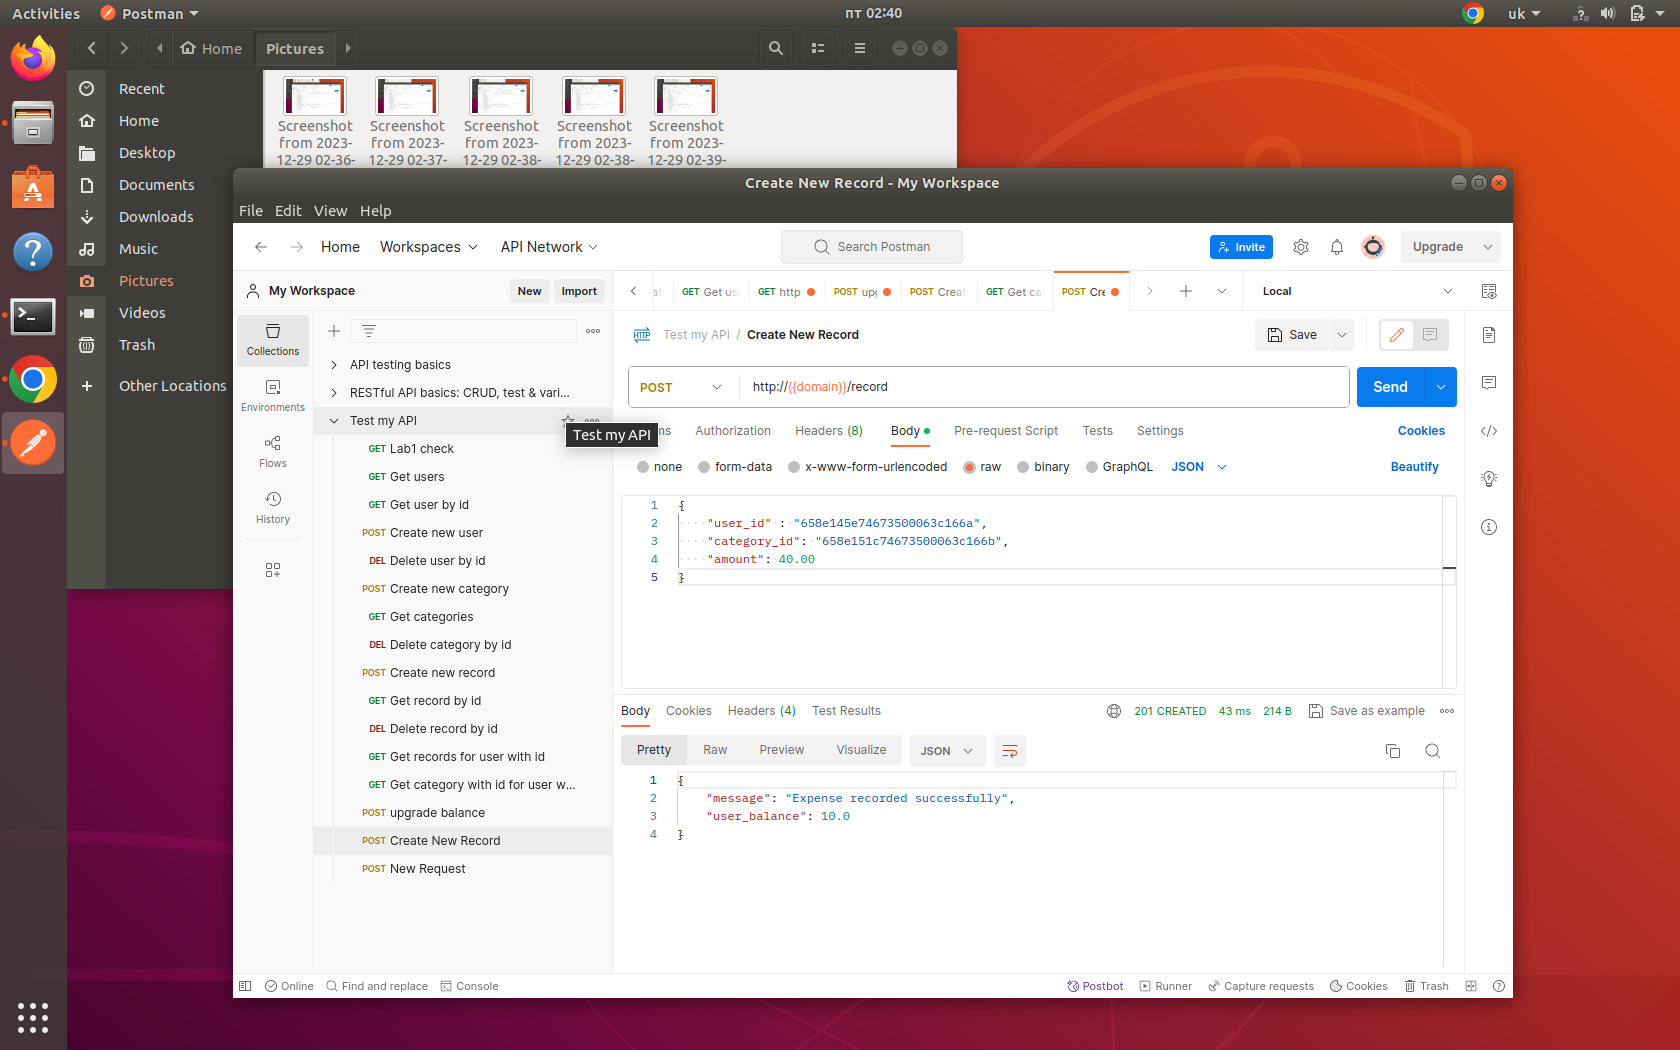 Activities
Postman
пт 02:40
uk
Home
Pictures
Recent
Home
Desktop
Documents
Downloads
Music
Pictures
Videos
Trash
Other Locations
Screenshot from 2023-12-29 02-36-
Screenshot from 2023-12-29 02-37-
Screenshot from 2023-12-29 02-38-
Screenshot from 2023-12-29 02-38-
Screenshot from 2023-12-29 02-39-
Create New Record - My Workspace
File Edit View Help
Home Workspaces API Network
Search Postman
Invite
Upgrade
My Workspace
New Import
GET Get us
GET http
POST upg
POST Creat
GET Get ca
POST Cre
Local
Collections
Environments
Flows
History
API testing basics
RESTful API basics: CRUD, test & vari...
Test my API
Test my API
GET Lab1 check
GET Get users
GET Get user by id
POST Create new user
DEL Delete user by id
POST Create new category
GET Get categories
DEL Delete category by id
POST Create new record
GET Get record by id
DEL Delete record by id
GET Get records for user with id
GET Get category with id for user w...
POST upgrade balance
POST Create New Record
POST New Request
HTTP Test my API / Create New Record
Save
POST http://{{domain}}/record
Send
ms Authorization Headers (8) Body Pre-request Script Tests Settings Cookies
none form-data x-www-form-urlencoded raw binary GraphQL JSON Beautify
1 {
2 "user_id" : "658e145e74673500063c166a",
3 "category_id": "658e151c74673500063c166b",
4 "amount": 40.00
5 }
Body Cookies Headers (4) Test Results
201 CREATED 43 ms 214 B Save as example
Pretty Raw Preview Visualize JSON
1 {
2 "message": "Expense recorded successfully",
3 "user_balance": 10.0
4 }
Online Find and replace Console
Postbot Runner Capture requests Cookies Trash